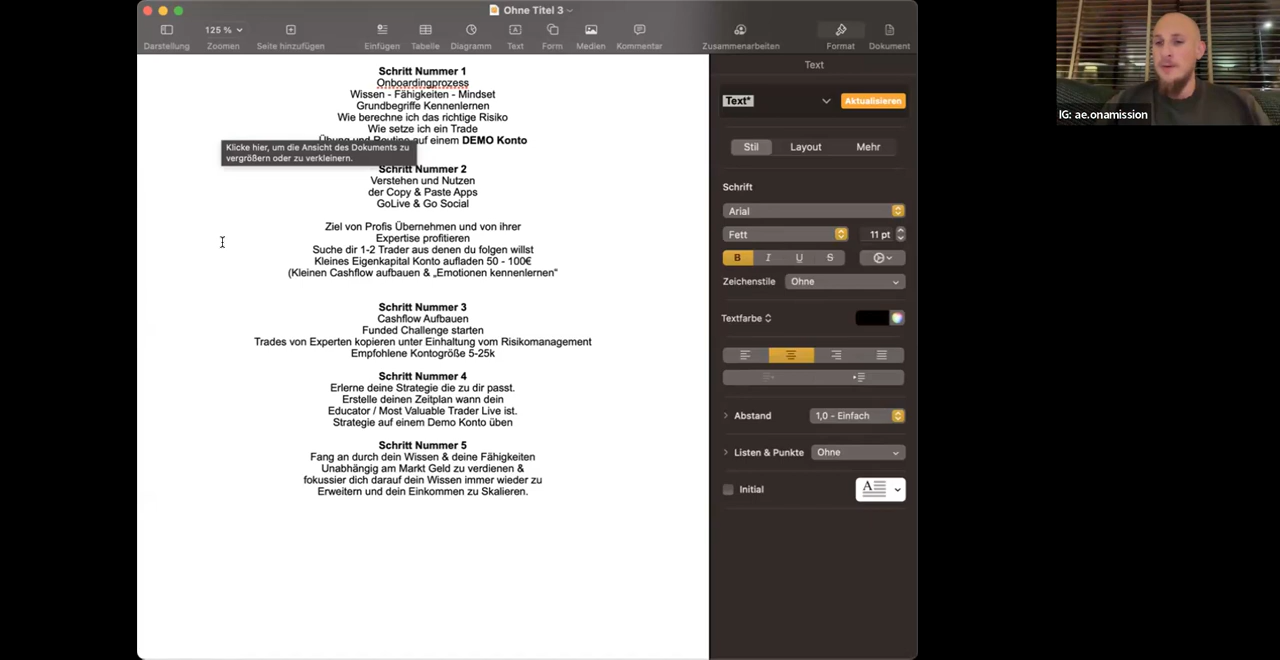 Ohne Titel 3
125 %
Darstellung
Zoomen
Seite hinzufügen
Einfügen
Tabelle
Diagramm
Text
Form
Medien
Kommentar
Zusammenarbeiten
Format
Dokument
Schritt Nummer 1
Onboardingprozess
Wissen - Fähigkeiten - Mindset
Grundbegriffe Kennenlernen
Wie berechne ich das richtige Risiko
Wie setze ich ein Trade
Übung und Routine auf einem DEMO Konto
Klicke hier, um die Ansicht des Dokuments zu
vergrößern oder zu verkleinern.
Schritt Nummer 2
Verstehen und Nutzen
der Copy & Paste Apps
GoLive & Go Social
Ziel von Profis Übernehmen und von ihrer
Expertise profitieren
Suche dir 1-2 Trader aus denen du folgen willst
Kleines Eigenkapital Konto aufladen 50 - 100€
(Kleinen Cashflow aufbauen & „Emotionen kennenlernen“
Schritt Nummer 3
Cashflow Aufbauen
Funded Challenge starten
Trades von Experten kopieren unter Einhaltung vom Risikomanagement
Empfohlene Kontogröße 5-25k
Schritt Nummer 4
Erlerne deine Strategie die zu dir passt.
Erstelle deinen Zeitplan wann dein
Educator / Most Valuable Trader Live ist.
Strategie auf einem Demo Konto üben
Schritt Nummer 5
Fang an durch dein Wissen & deine Fähigkeiten
Unabhängig am Markt Geld zu verdienen &
fokussier dich darauf dein Wissen immer wieder zu
Erweitern und dein Einkommen zu Skalieren.
Text
Text*
Aktualisieren
Stil
Layout
Mehr
Schrift
Arial
Fett
11 pt
B I U S
Zeichenstile
Ohne
Textfarbe
Abstand
1,0 - Einfach
Listen & Punkte
Ohne
Initial
A
IG: ae.onamission